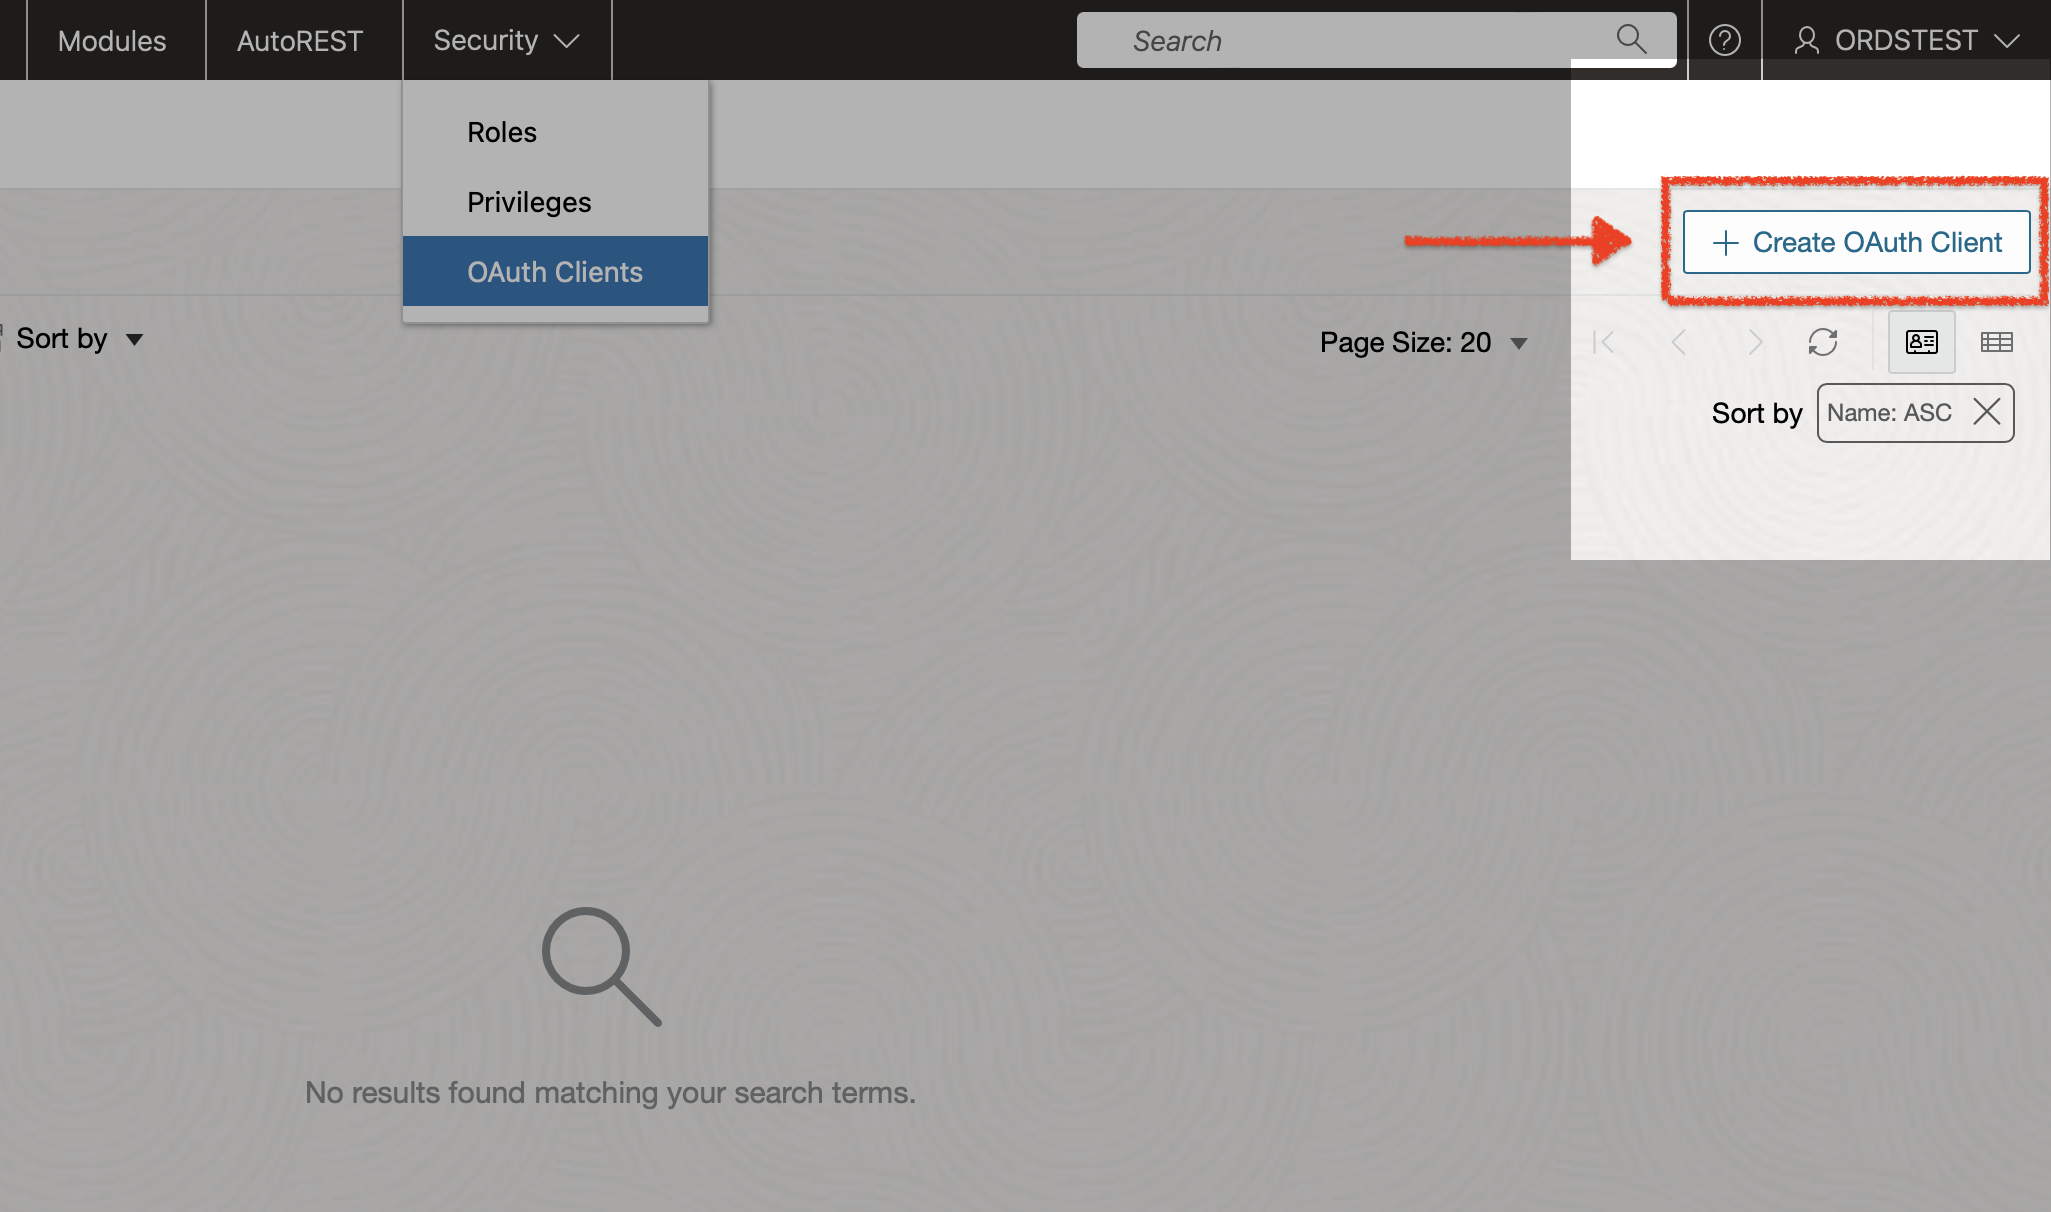 Modules
AutoREST
Security
Search
ORDSTEST
Roles
Privileges
OAuth Clients
Create OAuth Client
Sort by
Page Size: 20
Sort by
Name: ASC
No results found matching your search terms.